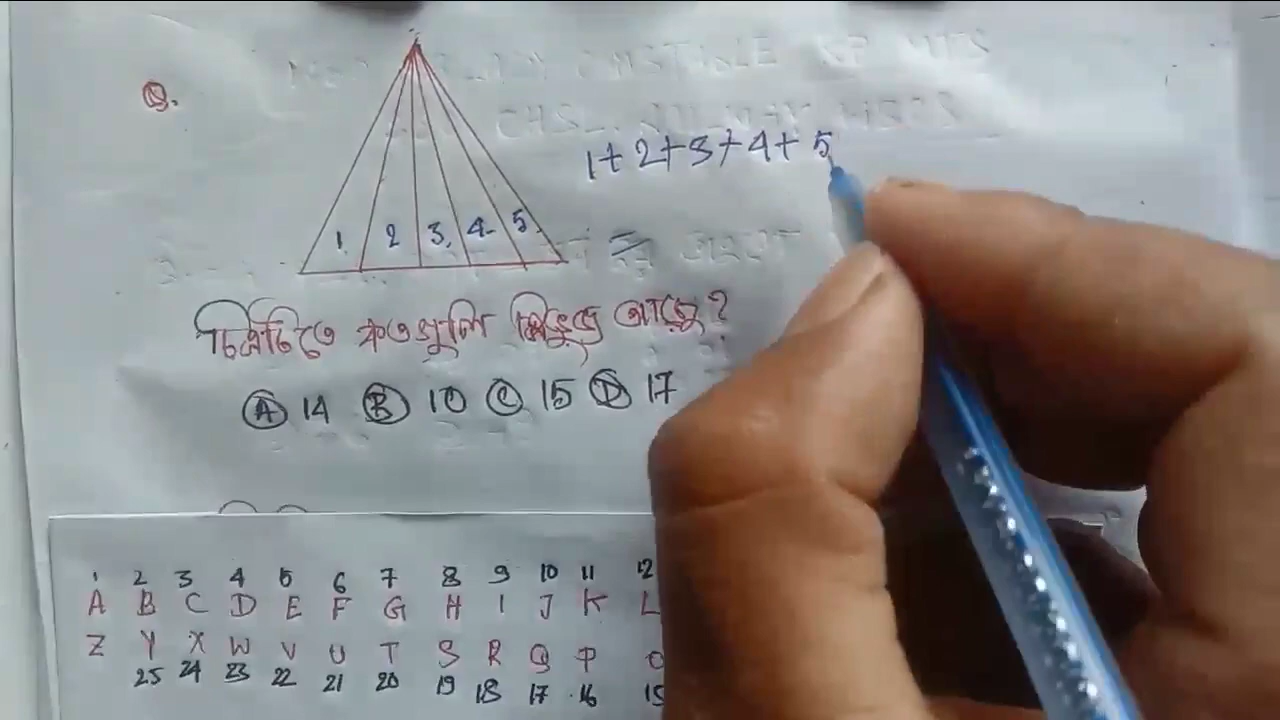 Q.
1+2+3+4+5
1 2 3. 4 5.
চিত্রটিতে কতগুলি ত্রিভুজ আছে?
A 14 B 10 C 15 D 17
1 2 3 4 5 6 7 8 9 10 11 12
A B C D E F G H I J K L
Z Y X W V U T S R Q P O
25 24 23 22 21 20 19 18 17 16 15